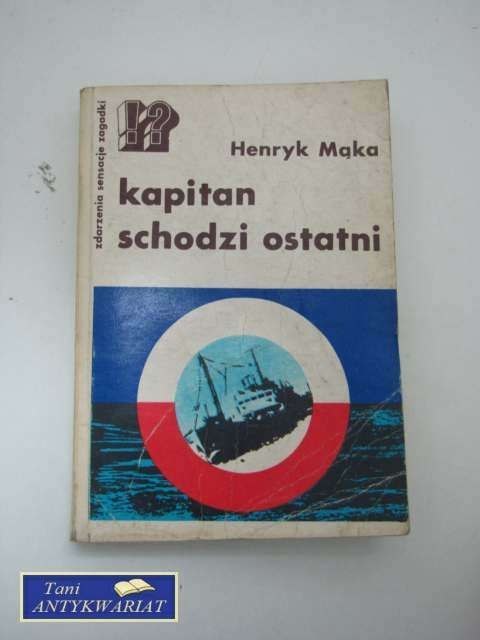 zdarzenia sensacje zagadki
!?
Henryk Mąka
kapitan
schodzi ostatni
Tani
ANTYKWARIAT